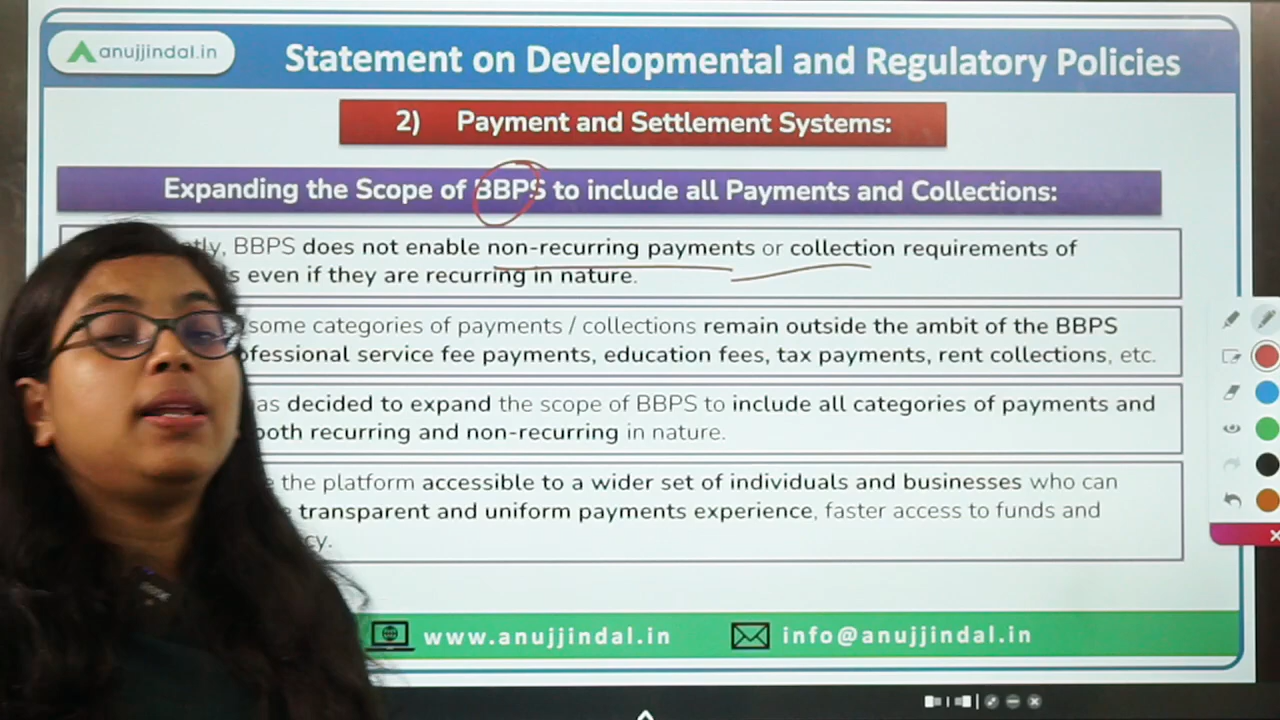 anujjindal.in
Statement on Developmental and Regulatory Policies
2) Payment and Settlement Systems:
Expanding the Scope of BBPS to include all Payments and Collections:
BBPS does not enable non-recurring payments or collection requirements of
even if they are recurring in nature.
some categories of payments / collections remain outside the ambit of the BBPS
service fee payments, education fees, tax payments, rent collections, etc.
decided to expand the scope of BBPS to include all categories of payments and
both recurring and non-recurring in nature.
the platform accessible to a wider set of individuals and businesses who can
transparent and uniform payments experience, faster access to funds and
www.anujjindal.in
info@anujjindal.in